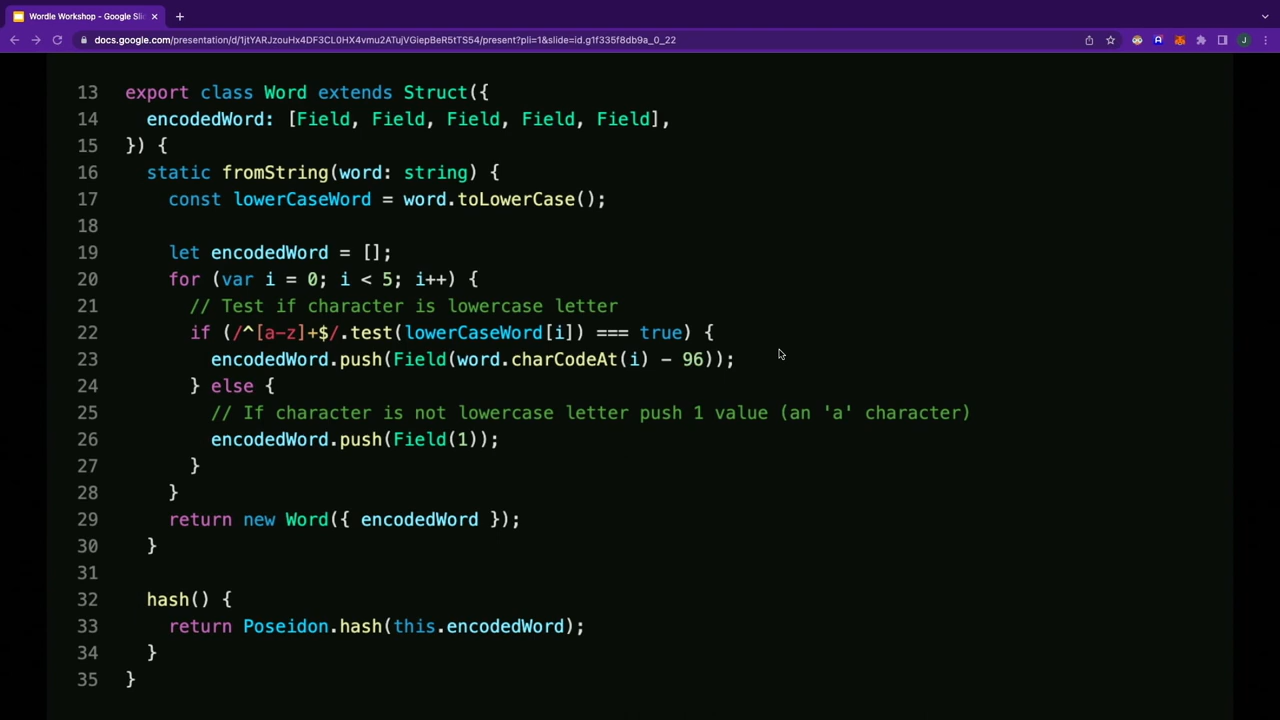 Wordle Workshop - Google Sli
docs.google.com/presentation/d/1jtYARJzouHx4DF3CL0HX4vmu2ATujVGiepBeR5tTS54/present?pli=1&slide=id.g1f335f8db9a_0_22
J
13 export class Word extends Struct({
14 encodedWord: [Field, Field, Field, Field, Field],
15 }) {
16 static fromString(word: string) {
17 const lowerCaseWord = word.toLowerCase();
18
19 let encodedWord = [];
20 for (var i = 0; i < 5; i++) {
21 // Test if character is lowercase letter
22 if (/^[a-z]+$/.test(lowerCaseWord[i]) === true) {
23 encodedWord.push(Field(word.charCodeAt(i) - 96));
24 } else {
25 // If character is not lowercase letter push 1 value (an 'a' character)
26 encodedWord.push(Field(1));
27 }
28 }
29 return new Word({ encodedWord });
30 }
31
32 hash() {
33 return Poseidon.hash(this.encodedWord);
34 }
35 }